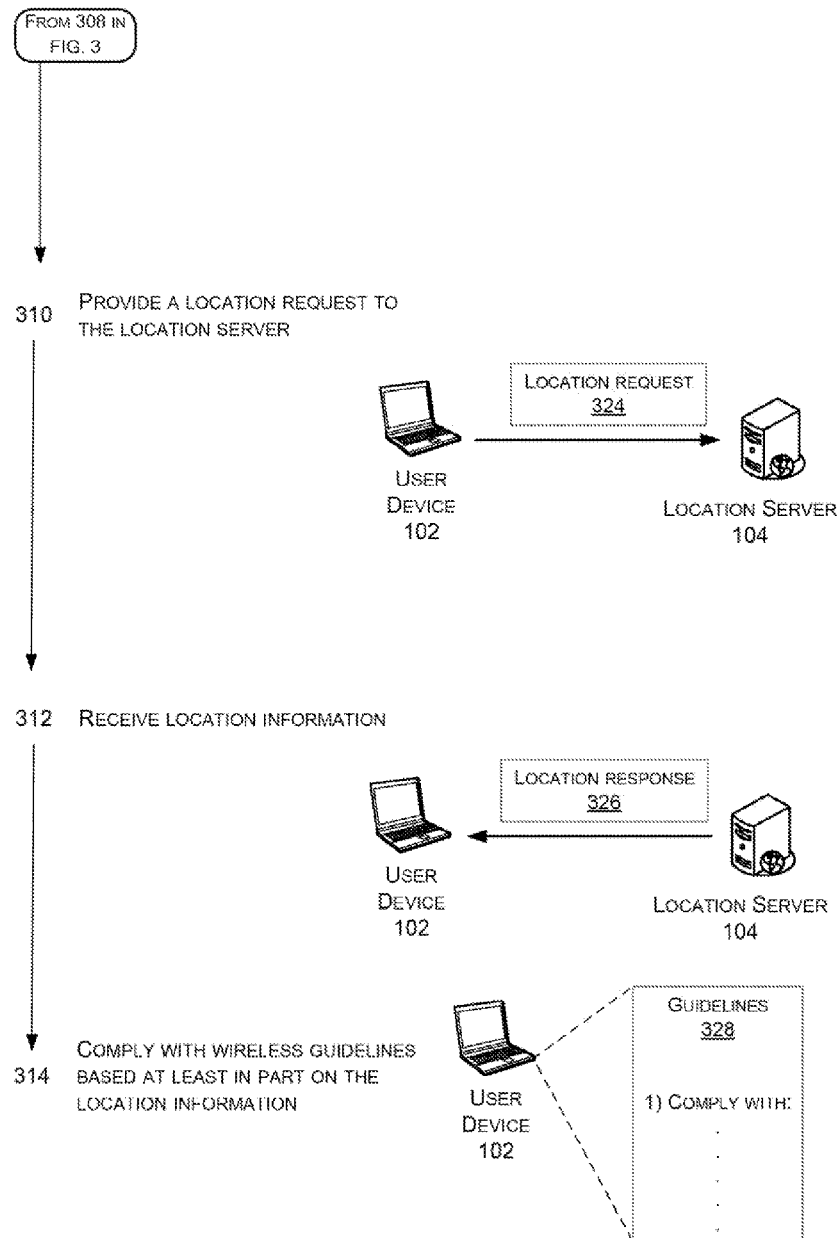 FROM 308 IN
FIG. 3
310 PROVIDE A LOCATION REQUEST TO
THE LOCATION SERVER
LOCATION REQUEST
324
USER
DEVICE
102
LOCATION SERVER
104
312 RECEIVE LOCATION INFORMATION
LOCATION RESPONSE
326
USER
DEVICE
102
LOCATION SERVER
104
314 COMPLY WITH WIRELESS GUIDELINES
BASED AT LEAST IN PART ON THE
LOCATION INFORMATION
USER
DEVICE
102
GUIDELINES
328
1) COMPLY WITH:
.
.
.
.
.